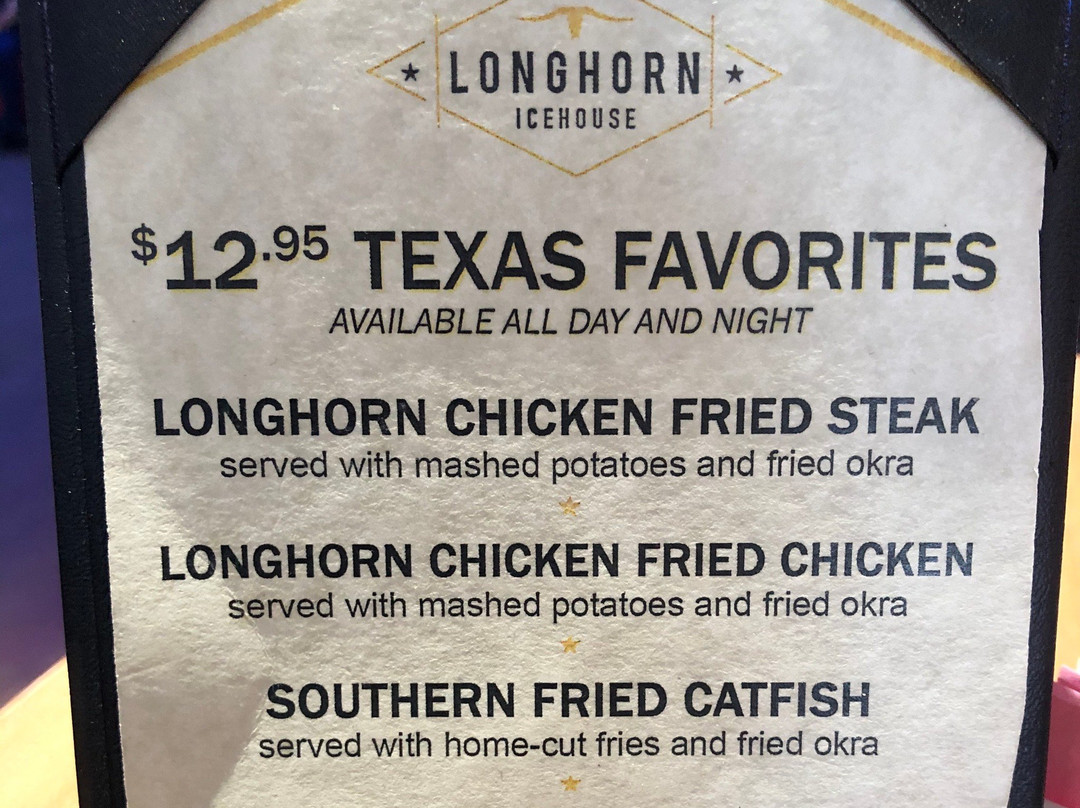 LONGHORN
ICEHOUSE
$12.95 TEXAS FAVORITES
AVAILABLE ALL DAY AND NIGHT
LONGHORN CHICKEN FRIED STEAK
served with mashed potatoes and fried okra
LONGHORN CHICKEN FRIED CHICKEN
served with mashed potatoes and fried okra
SOUTHERN FRIED CATFISH
served with home-cut fries and fried okra